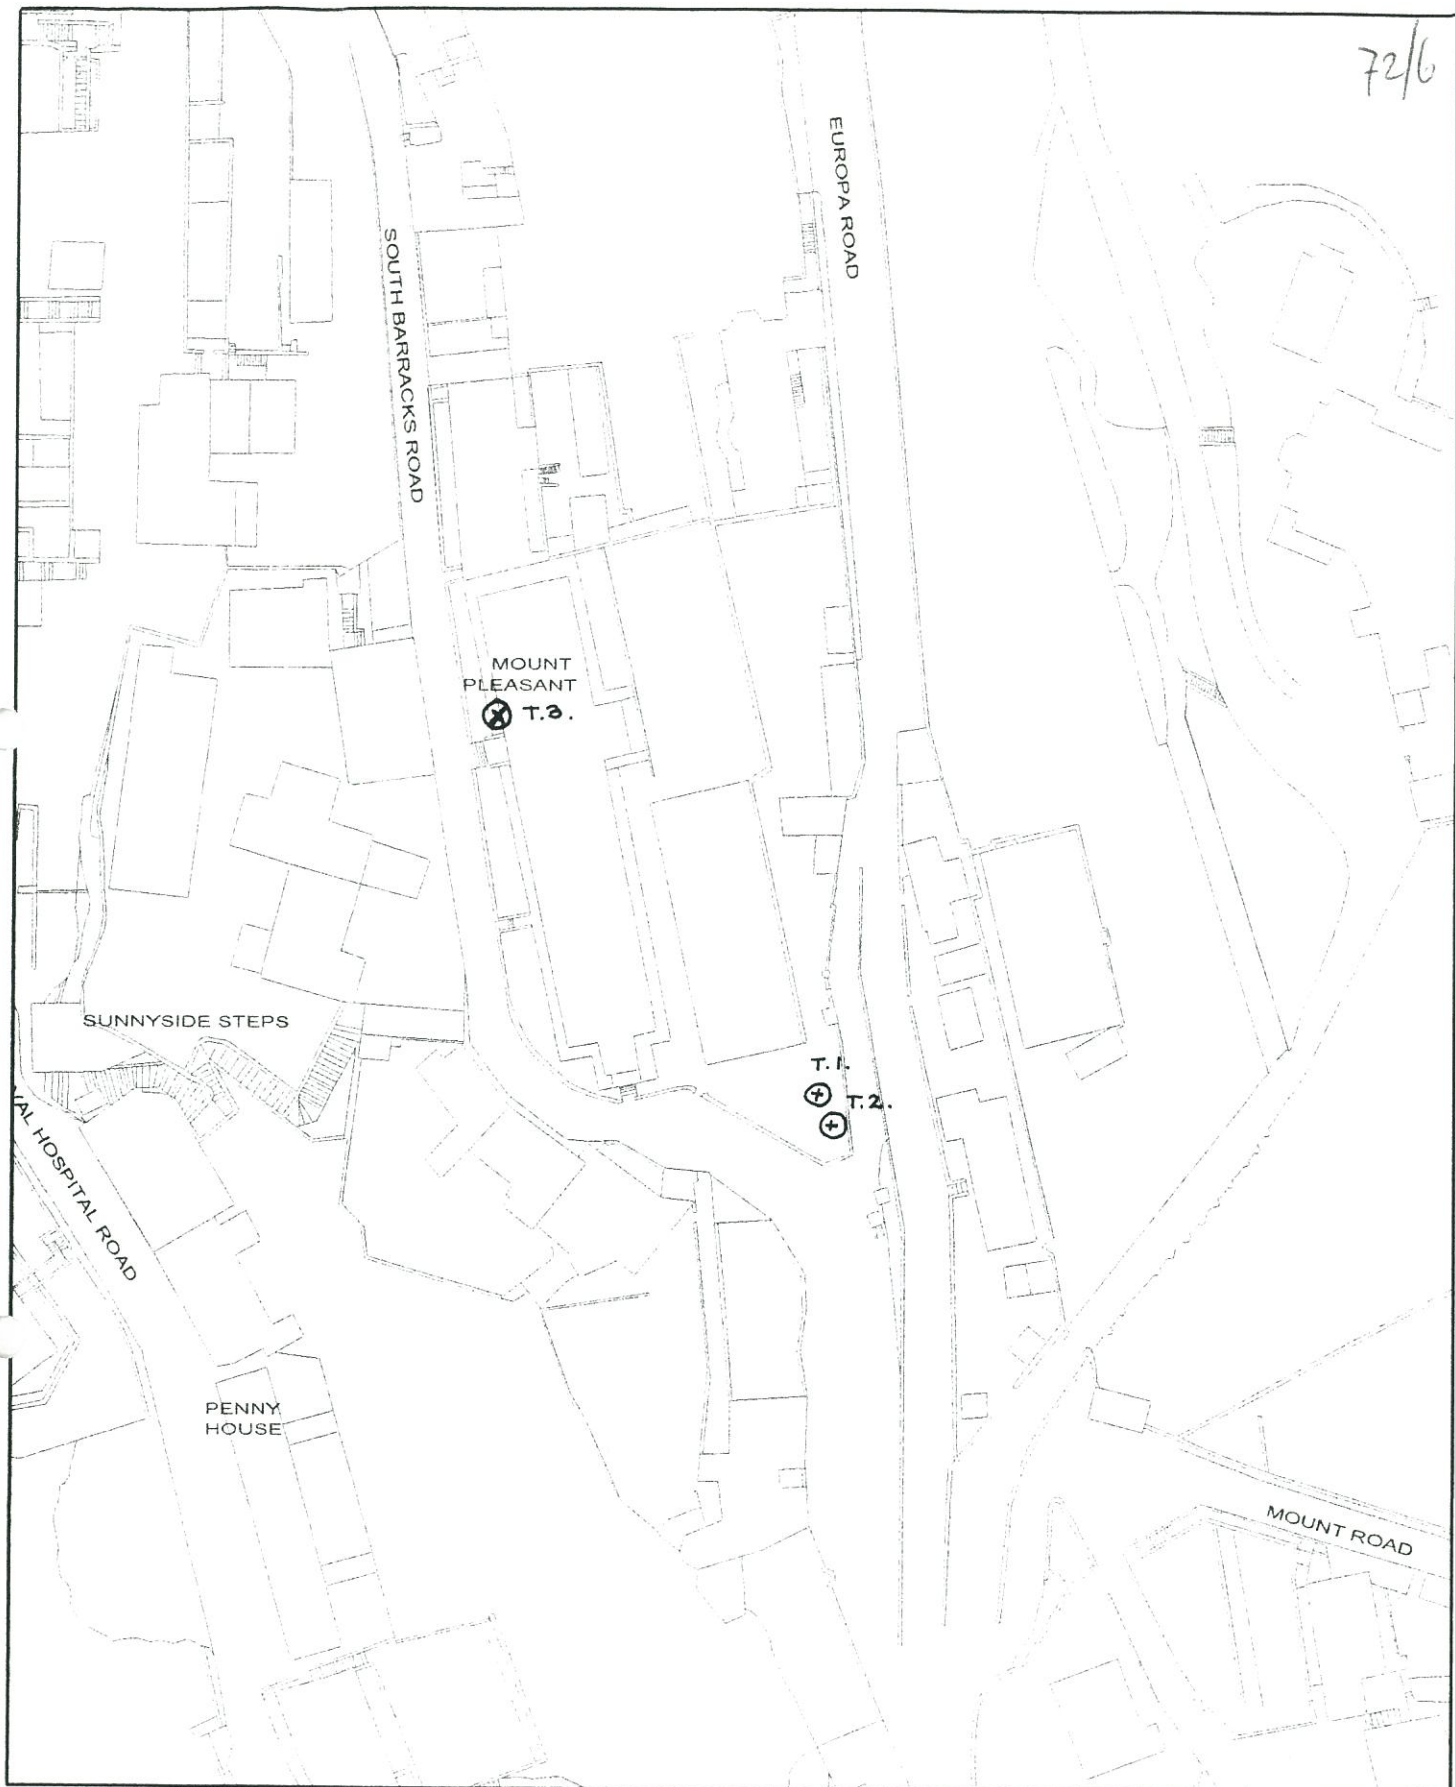 72/6
EUROPA ROAD
SOUTH BARRACKS ROAD
MOUNT
PLEASANT
T.3.
SUNNYSIDE STEPS
T.1.
T.2.
VAL HOSPITAL ROAD
PENNY
HOUSE
MOUNT ROAD